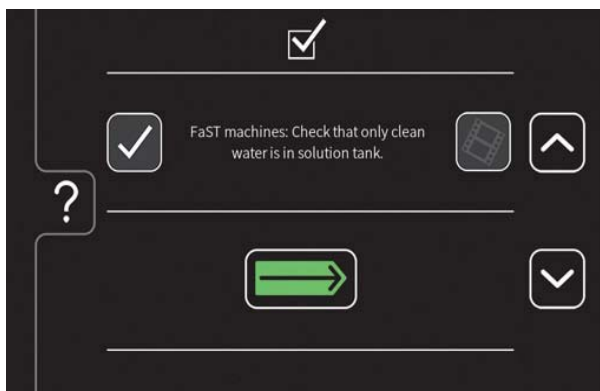 ?
FaST machines: Check that only clean
water is in solution tank.